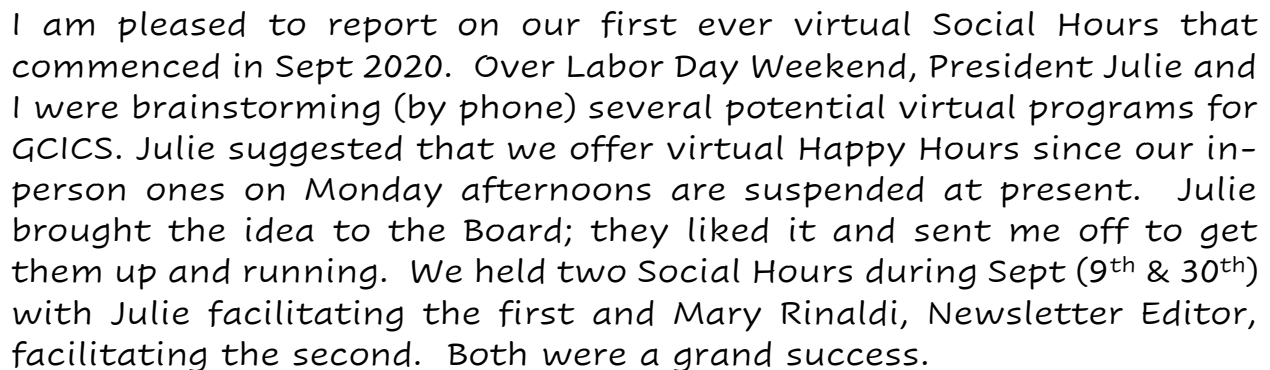 I am pleased to report on our first ever virtual Social Hours that
commenced in Sept 2020.  Over Labor Day Weekend, President Julie and
I were brainstorming (by phone) several potential virtual programs for
GCICS. Julie suggested that we offer virtual Happy Hours since our in-
person ones on Monday afternoons are suspended at present.  Julie
brought the idea to the Board; they liked it and sent me off to get
them up and running.  We held two Social Hours during Sept (9th & 30th)
with Julie facilitating the first and Mary Rinaldi, Newsletter Editor,
facilitating the second.  Both were a grand success.